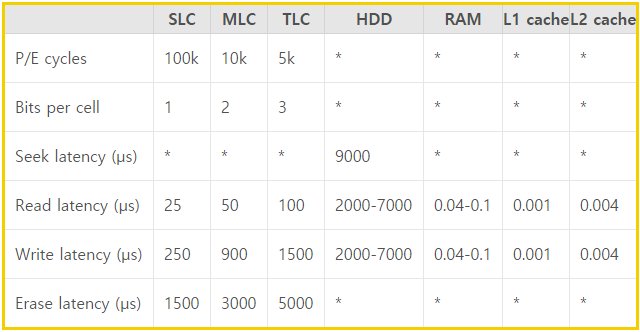 SLC MLC TLC HDD RAM L1 cache L2 cache
P/E cycles 100k 10k 5k * * * *
Bits per cell 1 2 3 * * * *
Seek latency (μs) * * * 9000 * * *
Read latency (μs) 25 50 100 2000-7000 0.04-0.1 0.001 0.004
Write latency (μs) 250 900 1500 2000-7000 0.04-0.1 0.001 0.004
Erase latency (μs) 1500 3000 5000 * * * *